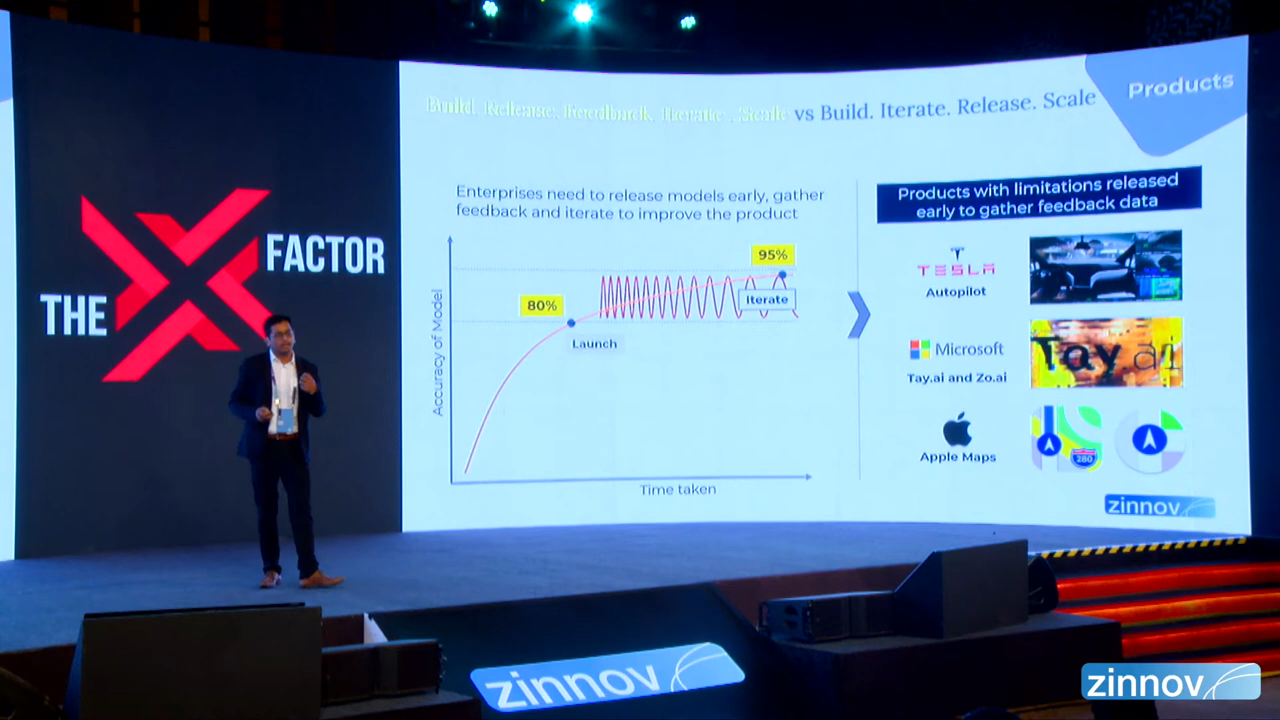 THE
FACTOR
Build. Release. Feedback. Iterate. Scale vs Build. Iterate. Release. Scale
Products
Enterprises need to release models early, gather
feedback and iterate to improve the product
Accuracy of Model
80%
95%
Launch
Iterate
Time taken
Products with limitations released
early to gather feedback data
TESLA
Autopilot
Microsoft
Tay.ai and Zo.ai
Tay.ai
Apple Maps
280
zinnov
zinnov
zinnov